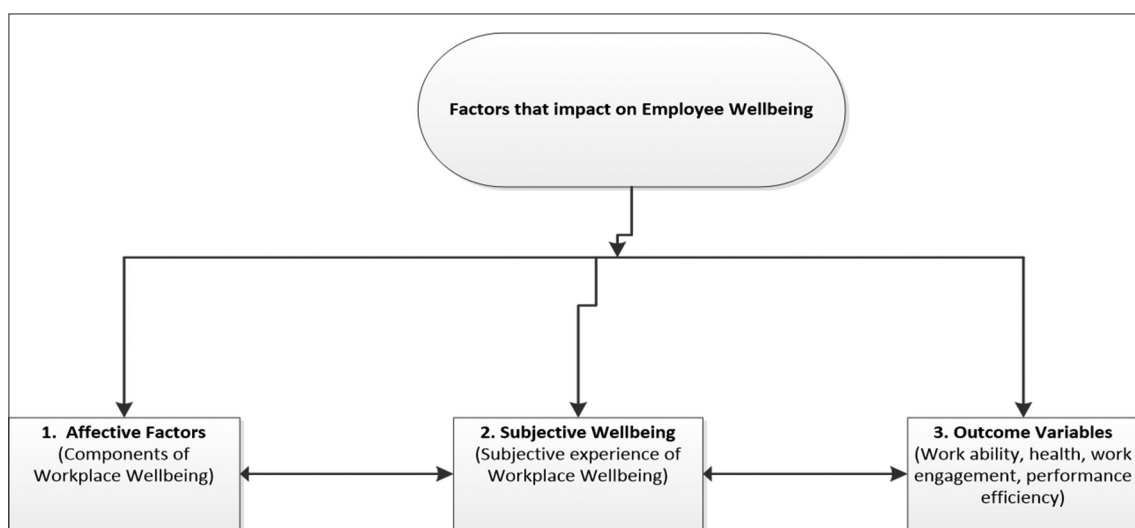 Factors that impact on Employee Wellbeing
1. Affective Factors
(Components of
Workplace Wellbeing)
2. Subjective Wellbeing
(Subjective experience of
Workplace Wellbeing)
3. Outcome Variables
(Work ability, health, work
engagement, performance
efficiency)